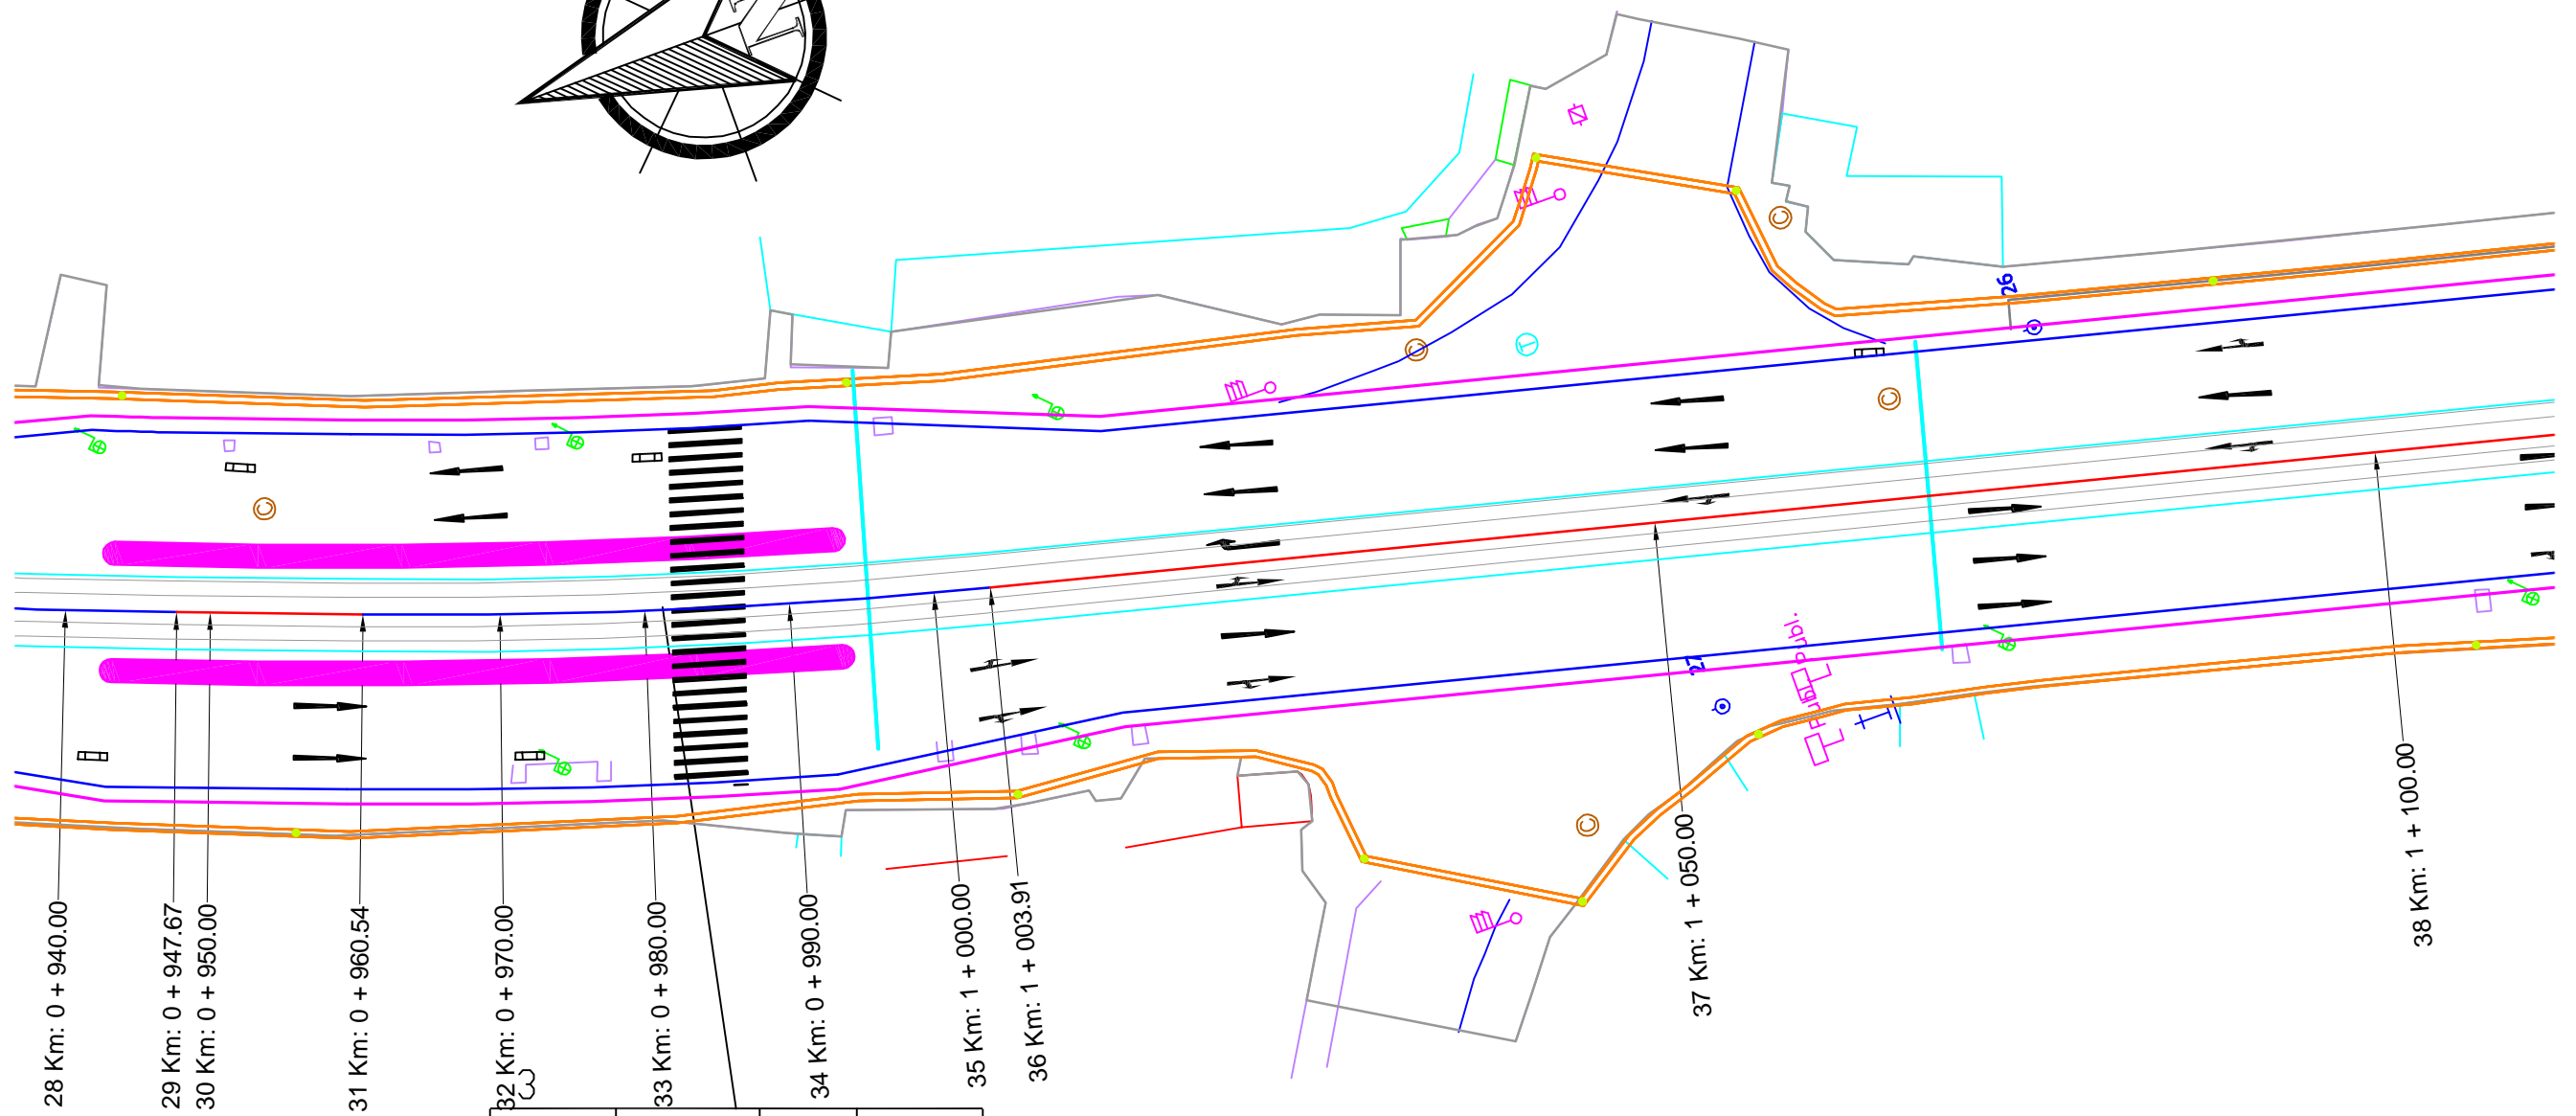 N
26
27
Prip. Prql.
28 Km: 0 + 940.00
29 Km: 0 + 947.67
30 Km: 0 + 950.00
31 Km: 0 + 960.54
32 Km: 0 + 970.00
33 Km: 0 + 980.00
34 Km: 0 + 990.00
35 Km: 1 + 000.00
36 Km: 1 + 003.91
37 Km: 1 + 050.00
38 Km: 1 + 100.00
3
C
C
C
C
C
T